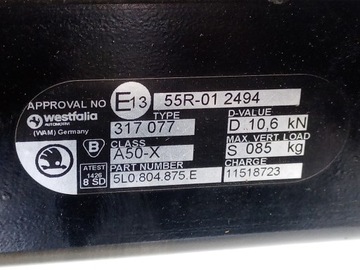 APPROVAL NO E13 55R-01 2494
westfalia
AUTOMOTIVE
(WAM) Germany
TYPE D-VALUE
317 077 D 10,6 kN
CLASS MAX VERT LOAD
B A50-X S 085 kg
PART NUMBER CHARGE
ATEST
1426
8 SD
5L0.804.875.E 11518723